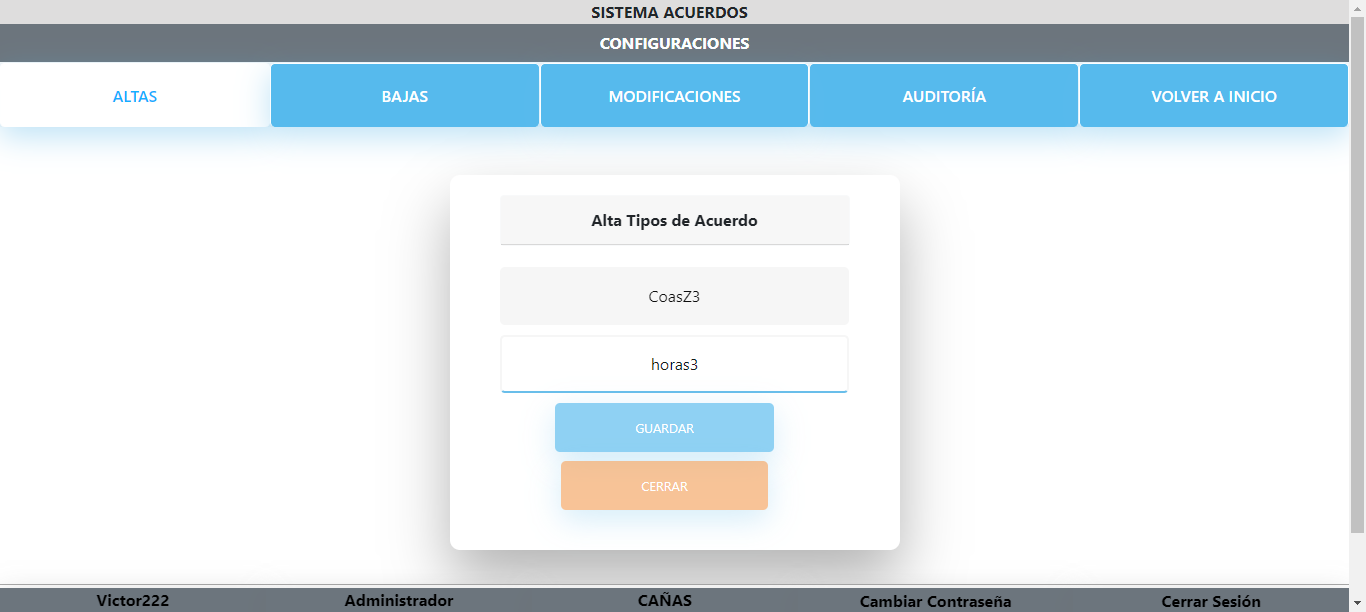 SISTEMA ACUERDOS
CONFIGURACIONES
ALTAS BAJAS MODIFICACIONES AUDITORÍA VOLVER A INICIO
Alta Tipos de Acuerdo
CoasZ3
horas3
GUARDAR
CERRAR
Victor222 Administrador CAÑAS Cambiar Contraseña Cerrar Sesión